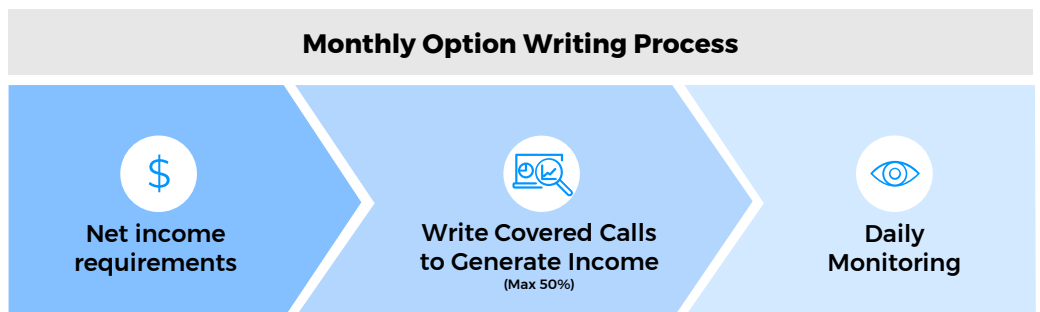 Monthly Option Writing Process
$
Net income
requirements
Write Covered Calls
to Generate Income
(Max 50%)
Daily
Monitoring